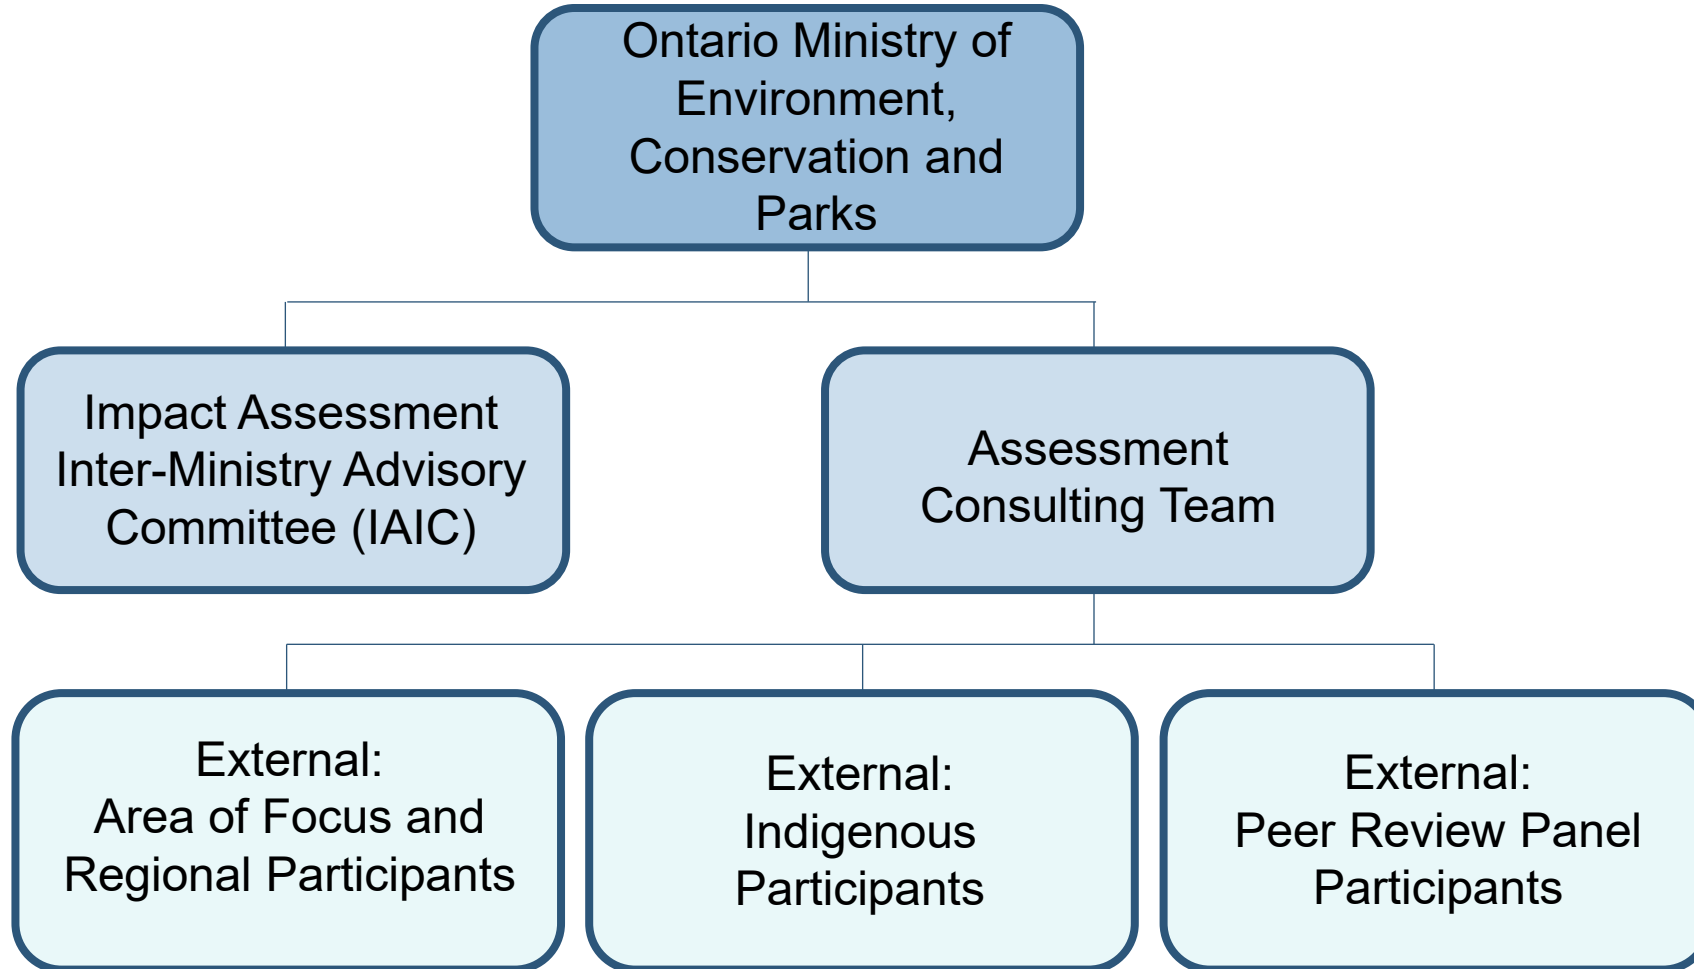 Ontario Ministry of
Environment,
Conservation and
Parks
Impact Assessment
Inter-Ministry Advisory
Committee (IAIC)
Assessment
Consulting Team
External:
Area of Focus and
Regional Participants
External:
Indigenous
Participants
External:
Peer Review Panel
Participants